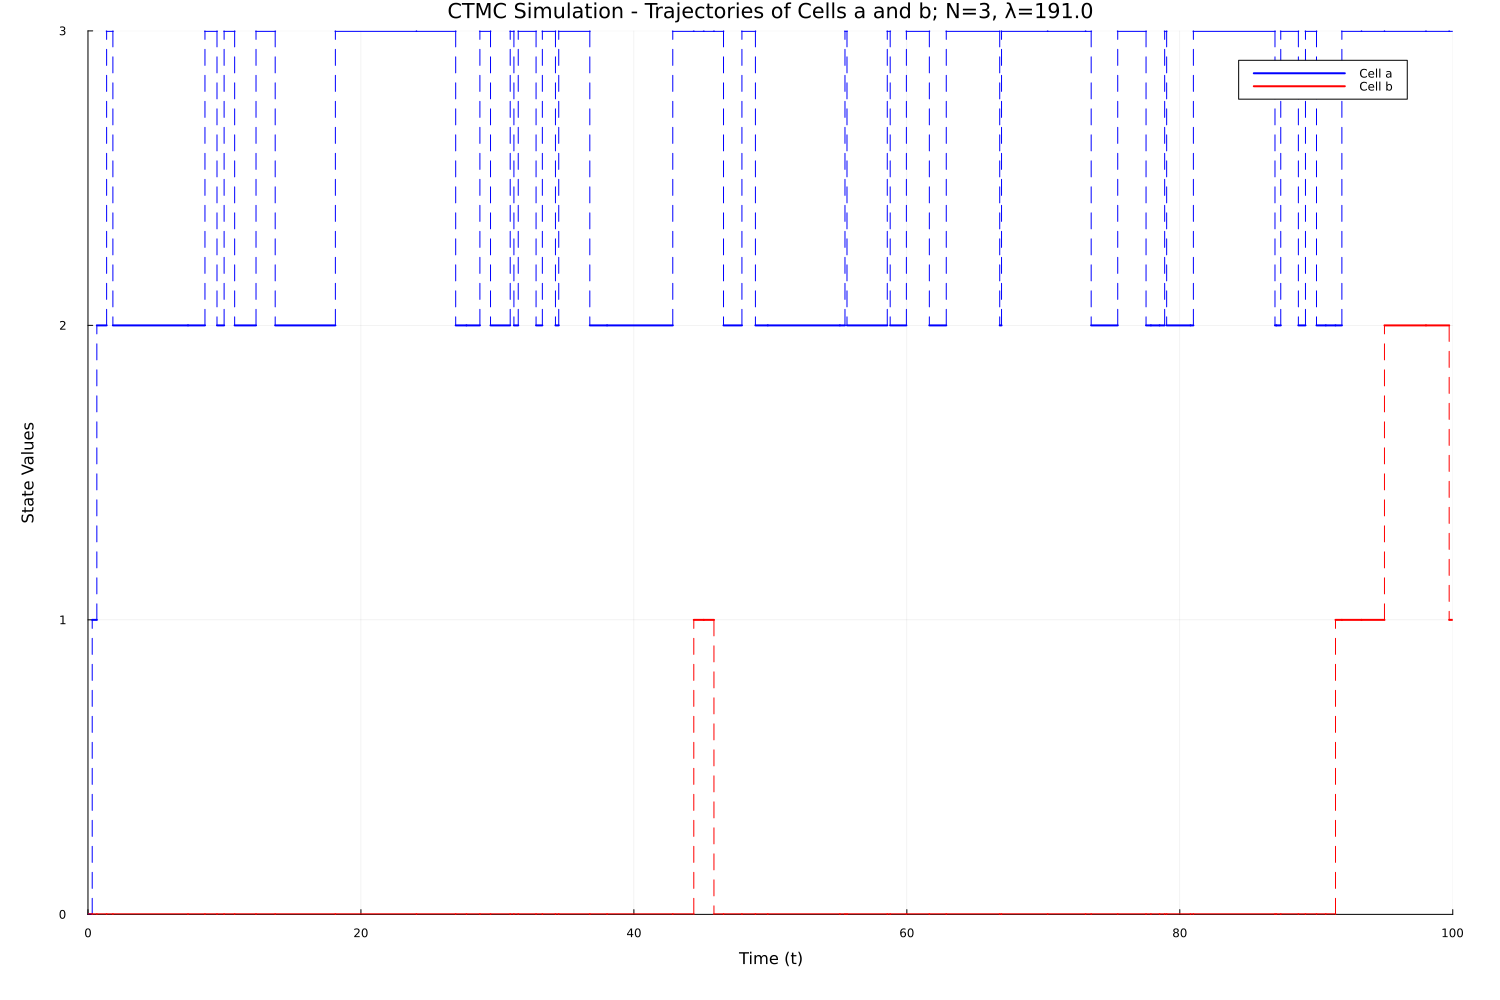 CTMC Simulation - Trajectories of Cells a and b; N=3, λ=191.0
3
Cell a
Cell b
2
State Values
1
0
0 20 40 60 80 100
Time (t)